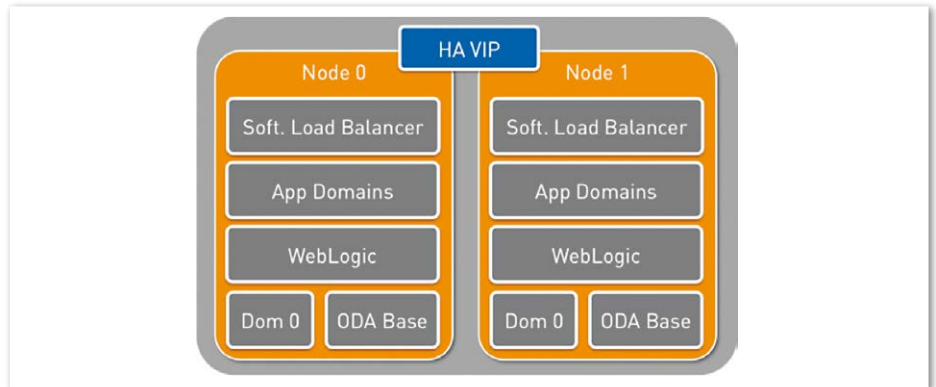 HA VIP
Node 0
Node 1
Soft. Load Balancer
Soft. Load Balancer
App Domains
App Domains
WebLogic
WebLogic
Dom 0
ODA Base
Dom 0
ODA Base